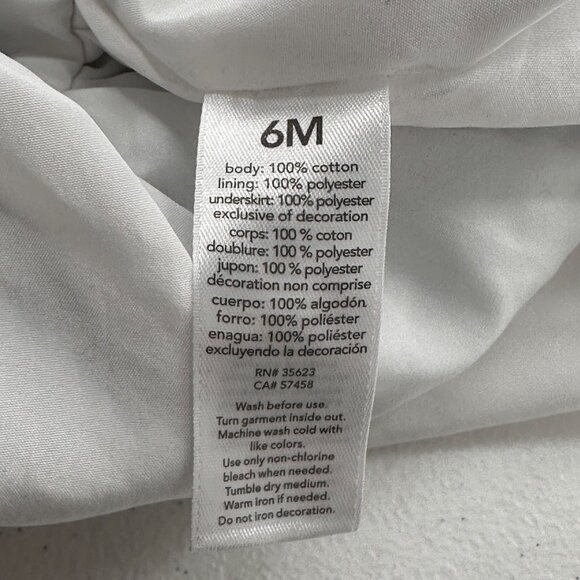 6M
body: 100% cotton
lining: 100% polyester
underskirt: 100% polyester
exclusive of decoration
corps: 100 % coton
doublure: 100 % polyester
jupon: 100 % polyester
décoration non comprise
cuerpo: 100% algodón
forro: 100% poliéster
enagua: 100% poliéster
excluyendo la decoración
RN# 35623
CA# 57458
Wash before use.
Turn garment inside out.
Machine wash cold with
like colors.
Use only non-chlorine
bleach when needed.
Tumble dry medium.
Warm iron if needed.
Do not iron decoration.